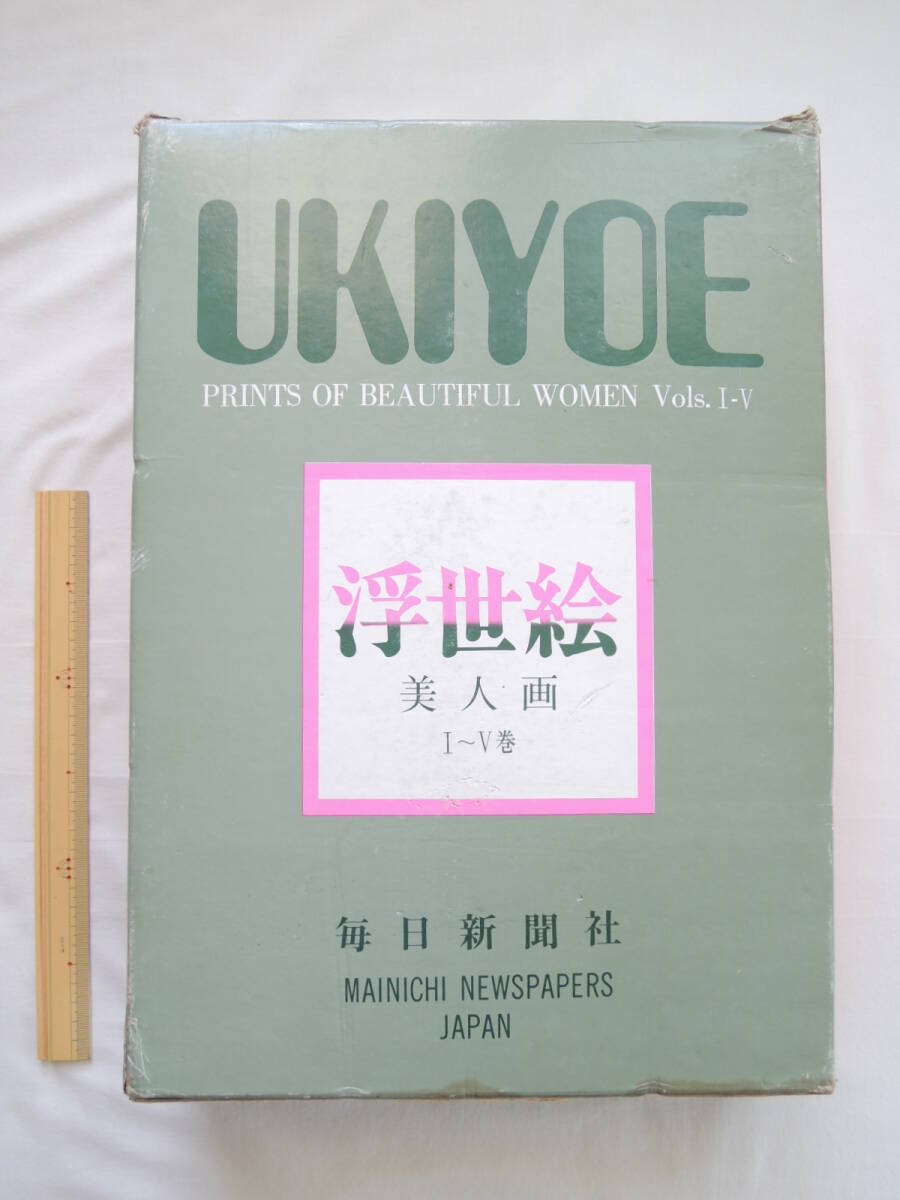 UKIYOE
PRINTS OF BEAUTIFUL WOMEN Vols. I-V
浮世絵
美人画
I～V巻
毎日新聞社
MAINICHI NEWSPAPERS
JAPAN